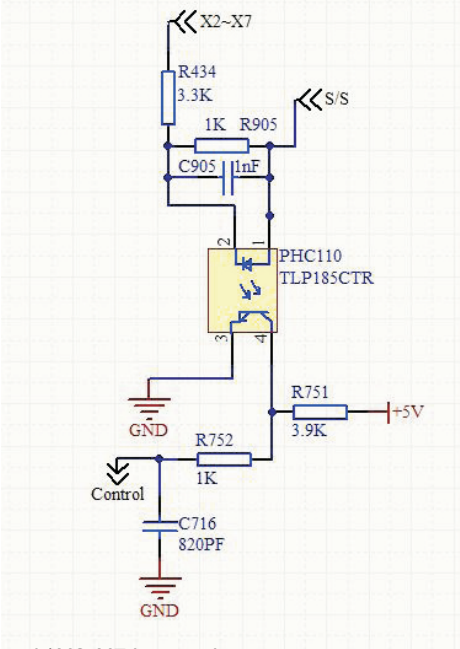 X2~X7
R434
3.3K
S/S
1K R905
C905 1nF
2 1
PHC110
TLP185CTR
3 4
R751
+5V
3.9K
GND
R752
1K
Control
C716
820PF
GND